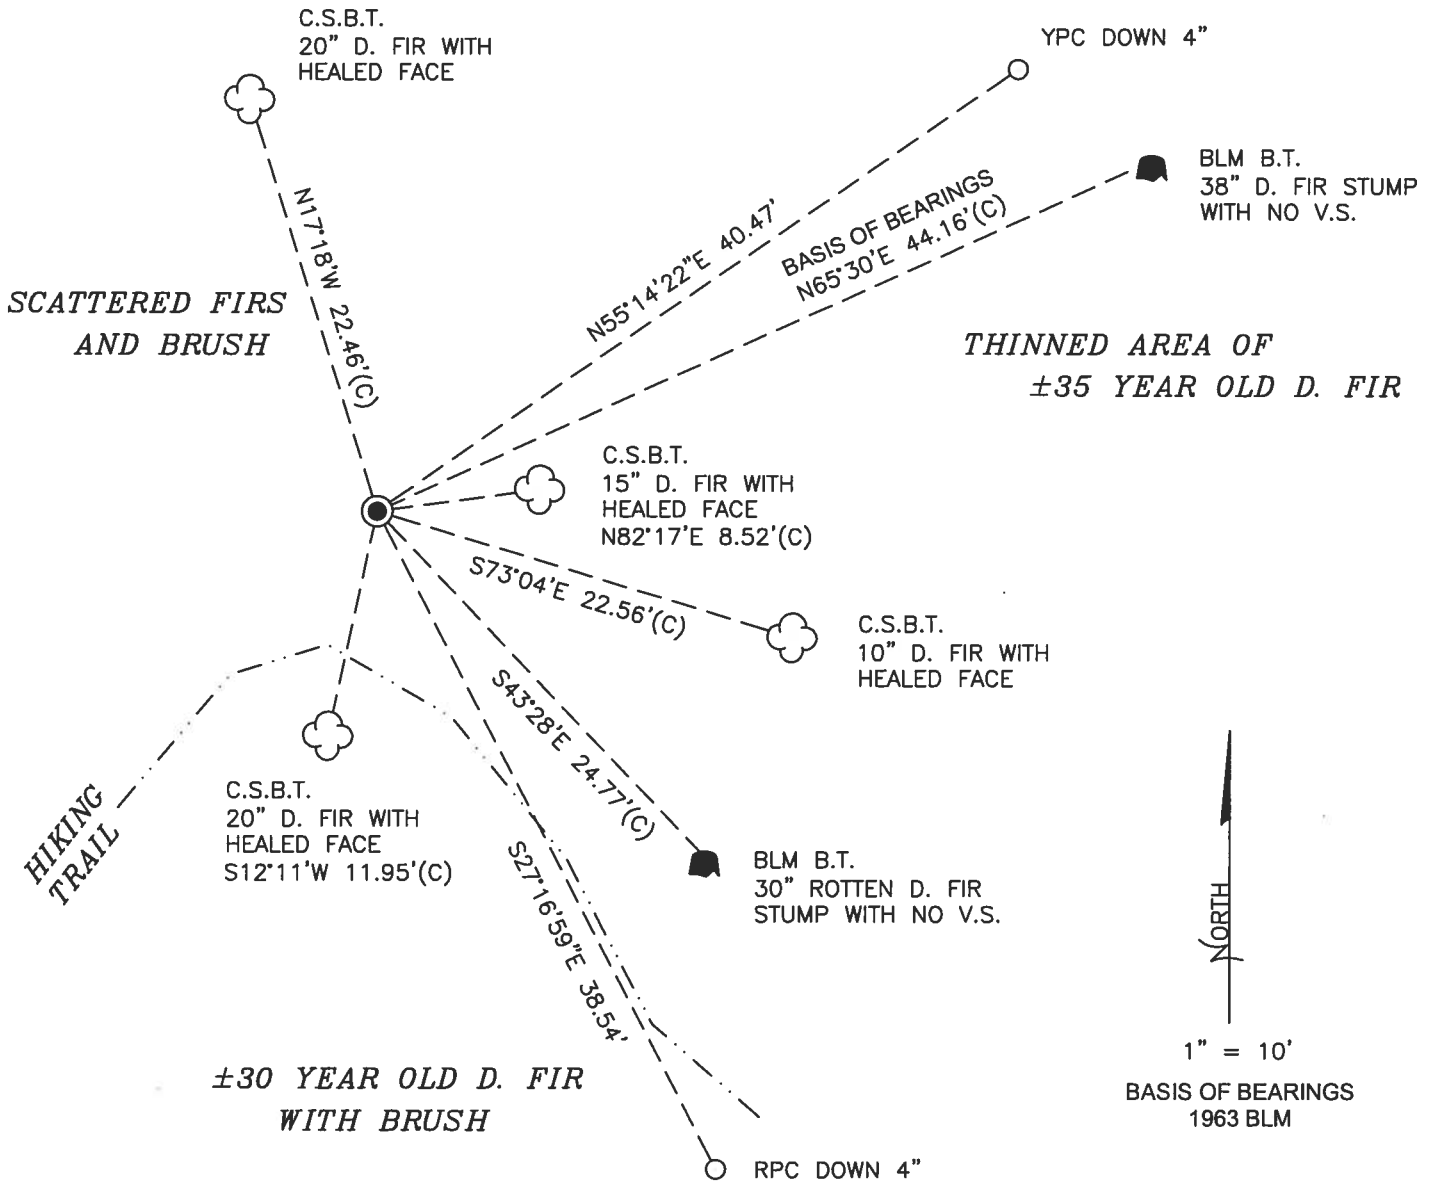 C.S.B.T.
20" D. FIR WITH
HEALED FACE
YPC DOWN 4"
BLM B.T.
38" D. FIR STUMP
WITH NO V.S.
N17°18'W 22.46'(C)
N55°14'22"E 40.47'
BASIS OF BEARINGS
N65°30'E 44.16'(C)
SCATTERED FIRS
AND BRUSH
THINNED AREA OF
±35 YEAR OLD D. FIR
C.S.B.T.
15" D. FIR WITH
HEALED FACE
N82°17'E 8.52'(C)
S73°04'E 22.56'(C)
C.S.B.T.
10" D. FIR WITH
HEALED FACE
S43°28'E 24.77'(C)
HIKING
TRAIL
C.S.B.T.
20" D. FIR WITH
HEALED FACE
S12°11'W 11.95'(C)
S27°16'59"E 38.54'
BLM B.T.
30" ROTTEN D. FIR
STUMP WITH NO V.S.
NORTH
1" = 10'
BASIS OF BEARINGS
1963 BLM
±30 YEAR OLD D. FIR
WITH BRUSH
RPC DOWN 4"